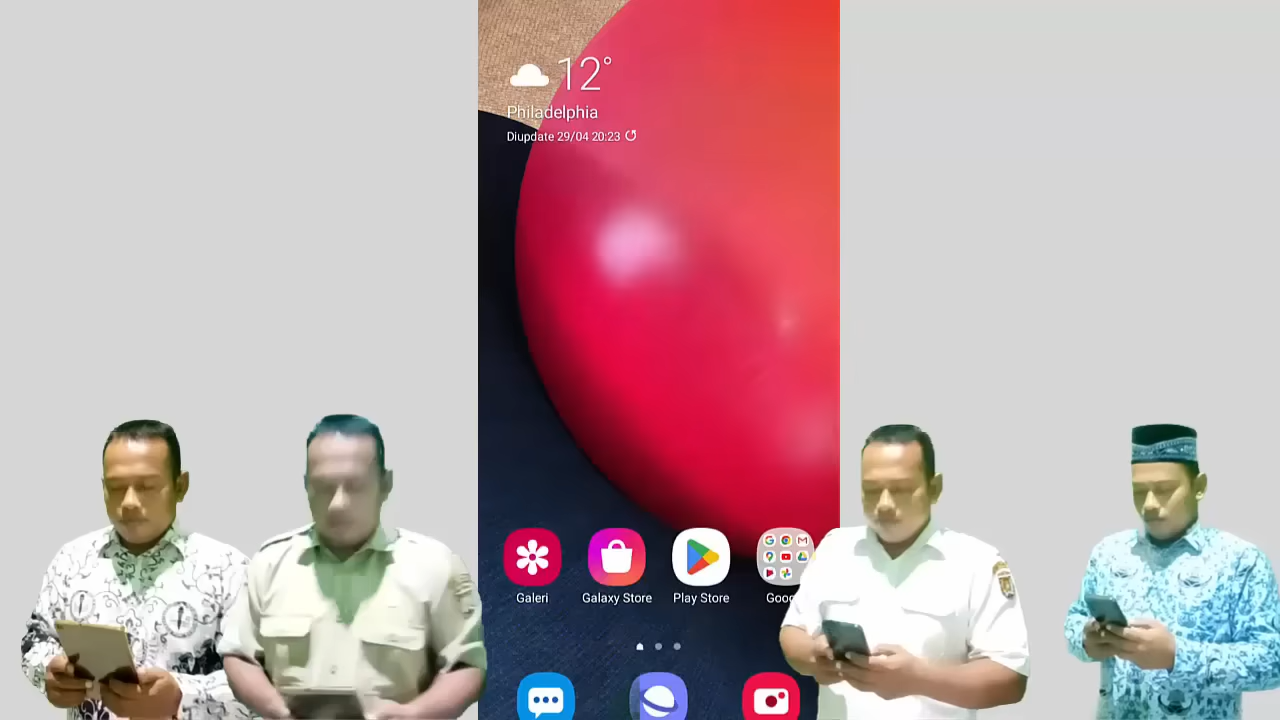 12°
Philadelphia
Diupdate 29/04 20:23
Galeri
Galaxy Store
Play Store